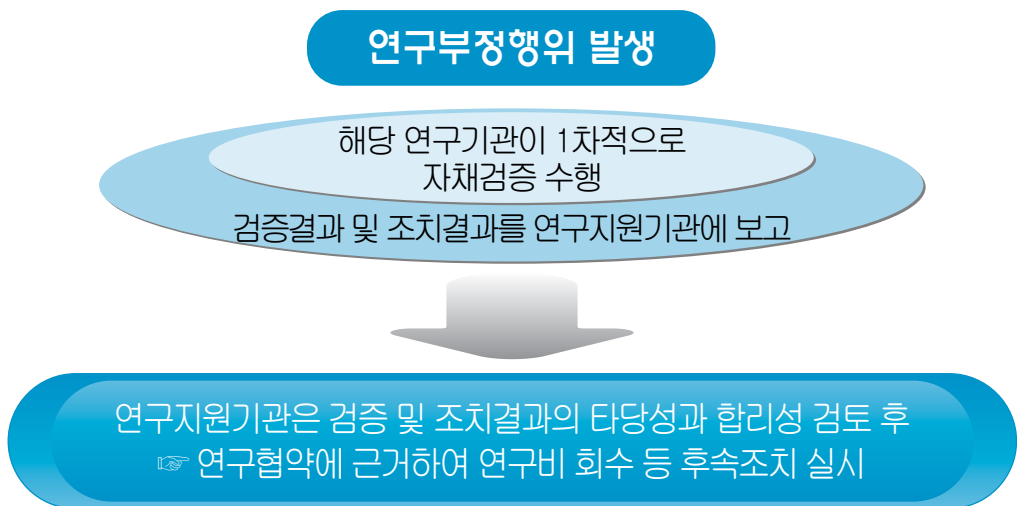 연구부정행위 발생
해당 연구기관이 1차적으로
자채검증 수행
검증결과 및 조치결과를 연구지원기관에 보고
연구지원기관은 검증 및 조치결과의 타당성과 합리성 검토 후
☞ 연구협약에 근거하여 연구비 회수 등 후속조치 실시